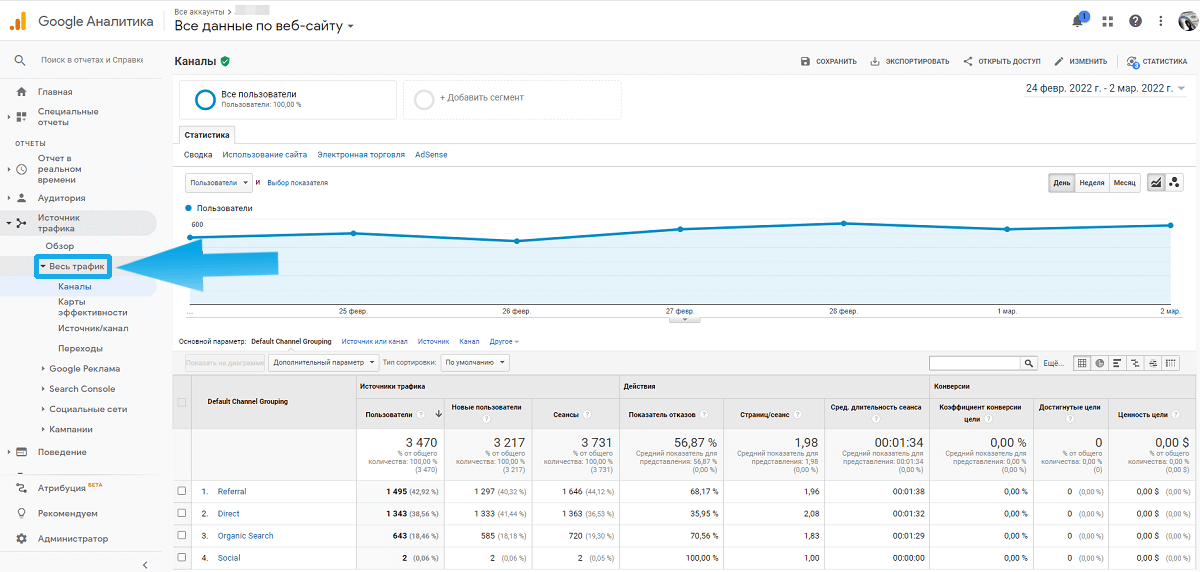 Google Аналитика
Все аккаунты >
Все данные по веб-сайту
1
Поиск в отчетах и Справке
Главная
Специальные
отчеты
ОТЧЕТЫ
Отчет в
реальном
времени
Аудитория
Источник
трафика
Обзор
Весь трафик
Каналы
Карты
эффективности
Источник/канал
Переходы
Google Реклама
Search Console
Социальные сети
Кампании
Поведение
Атрибуция БЕТА
Рекомендуем
Администратор
Каналы
СОХРАНИТЬ
ЭКСПОРТИРОВАТЬ
ОТКРЫТЬ ДОСТУП
ИЗМЕНИТЬ
3
СТАТИСТИКА
Все пользователи
Пользователи: 100,00 %
+ Добавить сегмент
24 февр. 2022 г. - 2 мар. 2022 г.
Статистика
Сводка Использование сайта Электронная торговля AdSense
Пользователи И Выбор показателя
День Неделя Месяц
Пользователи
600
... 25 февр. 26 февр. 27 февр. 28 февр. 1 мар. 2 мар.
Основной параметр: Default Channel Grouping Источник или канал Источник Канал Другое
Показать на диаграмме Дополнительный параметр Тип сортировки: По умолчанию Ещё...
Default Channel Grouping
Источники трафика Действия Конверсии
Пользователи ? Новые пользователи ? Сеансы ? Показатель отказов ? Страниц/сеанс ? Сред. длительность сеанса ? Коэффициент конверсии цели ? Достигнутые цели ? Ценность цели ?
3 470 3 217 3 731 56,87 % 1,98 00:01:34 0,00 % 0 0,00 $
% от общего % от общего % от общего Средний показатель для Средний показатель для Средний показатель для Средний показатель для % от общего % от общего
количества: 100,00 % количества: 100,00 % количества: 100,00 % представления: 56,87 % представления: 1,98 представления: 00:01:34 представления: 0,00 % количества: 0,00 % количества: 0,00 %
(3 470) (3 217) (3 731) (0,00 %) (0,00 %) (0,00 %) (0,00 %) (0) (0,00 $)
1. Referral 1 495 (42,92 %) 1 297 (40,32 %) 1 646 (44,12 %) 68,17 % 1,96 00:01:38 0,00 % 0 (0,00 %) 0,00 $ (0,00 %)
2. Direct 1 343 (38,56 %) 1 333 (41,44 %) 1 363 (36,53 %) 35,95 % 2,08 00:01:32 0,00 % 0 (0,00 %) 0,00 $ (0,00 %)
3. Organic Search 643 (18,46 %) 585 (18,18 %) 720 (19,30 %) 70,56 % 1,83 00:01:29 0,00 % 0 (0,00 %) 0,00 $ (0,00 %)
4. Social 2 (0,06 %) 2 (0,06 %) 2 (0,05 %) 100,00 % 1,00 00:00:00 0,00 % 0 (0,00 %) 0,00 $ (0,00 %)